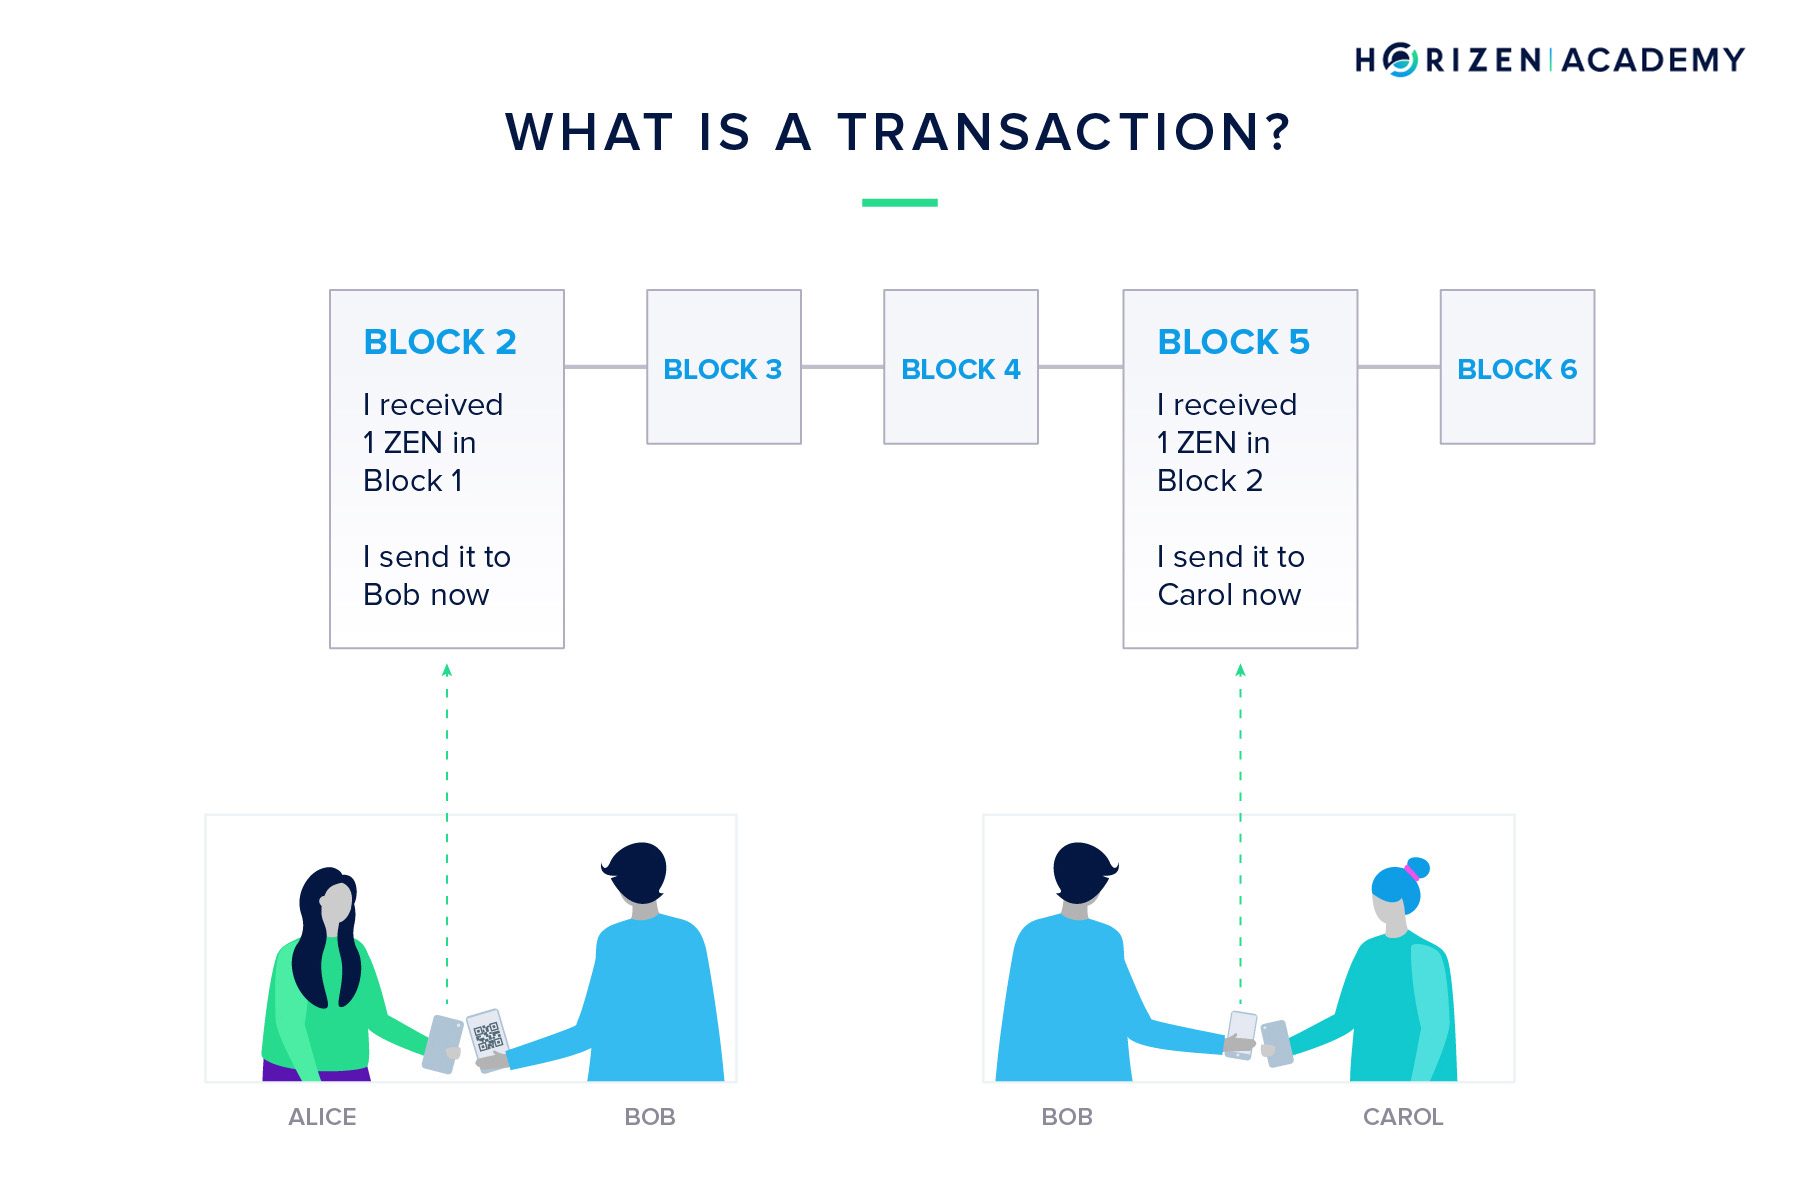 HORIZEN | ACADEMY
WHAT IS A TRANSACTION?
BLOCK 2
I received
1 ZEN in
Block 1
I send it to
Bob now
BLOCK 3
BLOCK 4
BLOCK 5
I received
1 ZEN in
Block 2
I send it to
Carol now
BLOCK 6
ALICE
BOB
BOB
CAROL